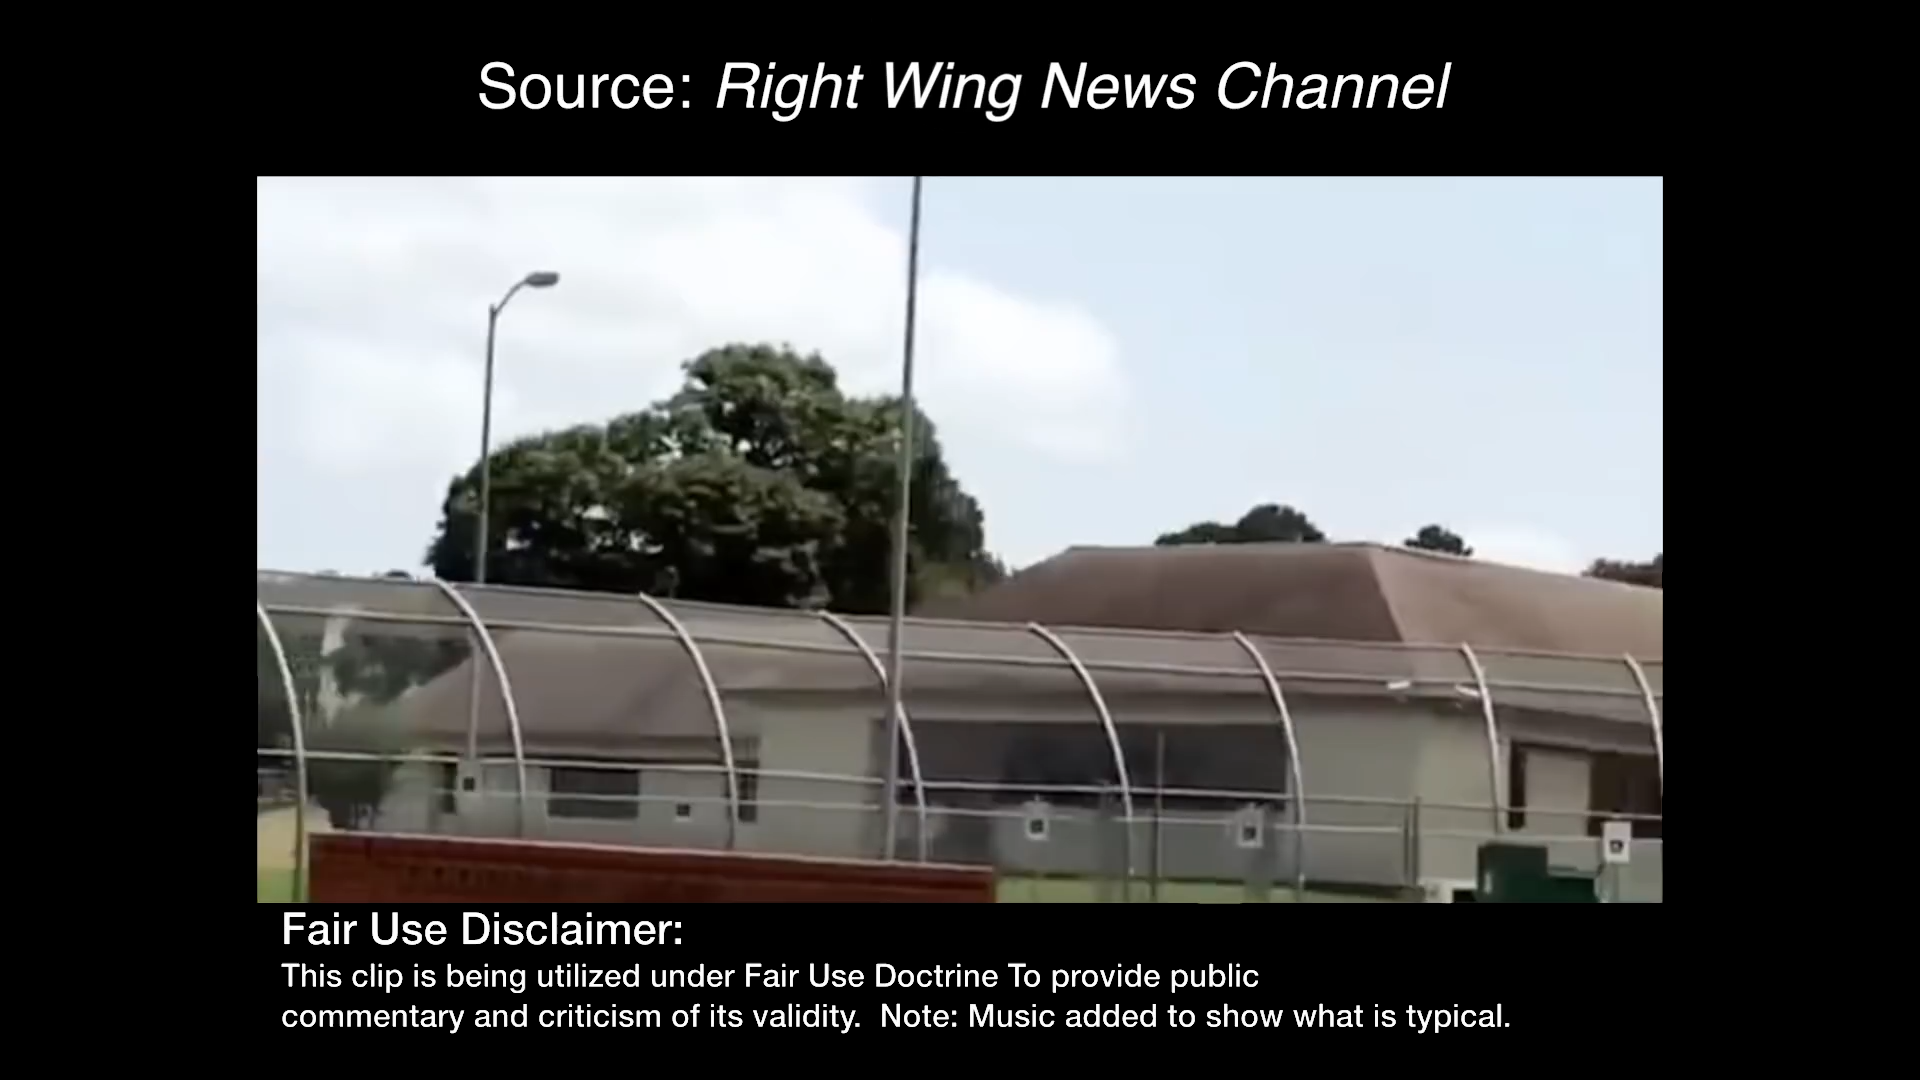 Source: Right Wing News Channel
Fair Use Disclaimer:
This clip is being utilized under Fair Use Doctrine To provide public
commentary and criticism of its validity.  Note: Music added to show what is typical.